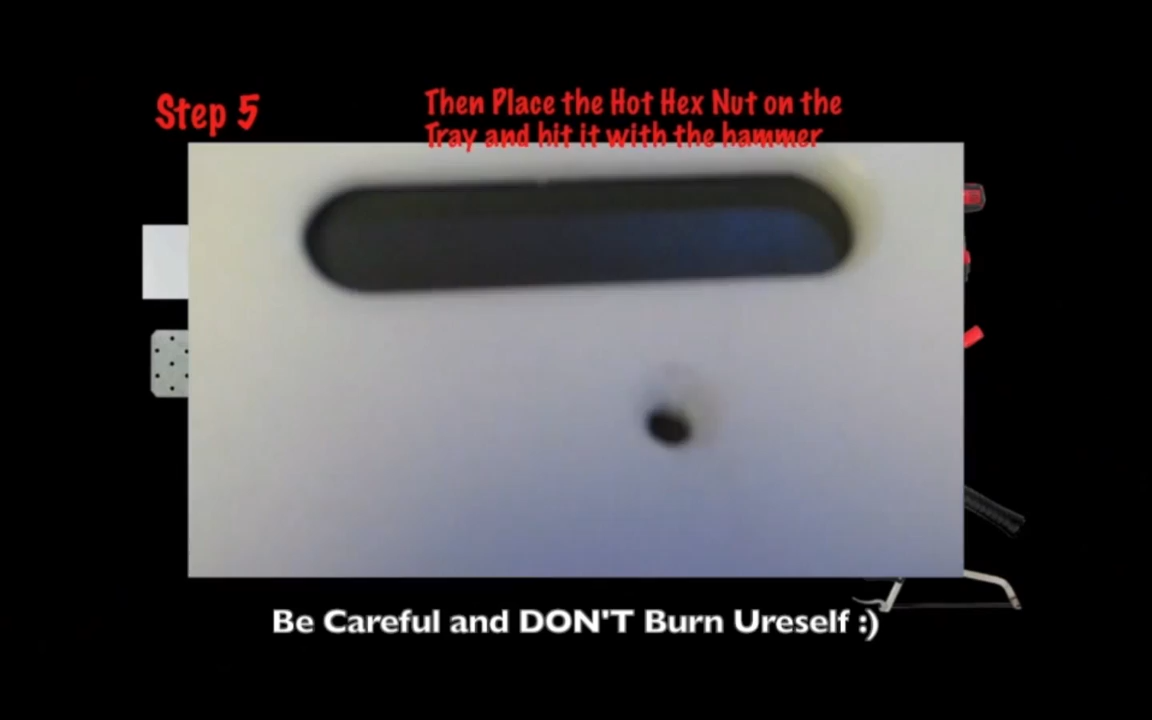 Step 5
Then Place the Hot Hex Nut on the
Tray and hit it with the hammer
Be Careful and DON'T Burn Ureself :)